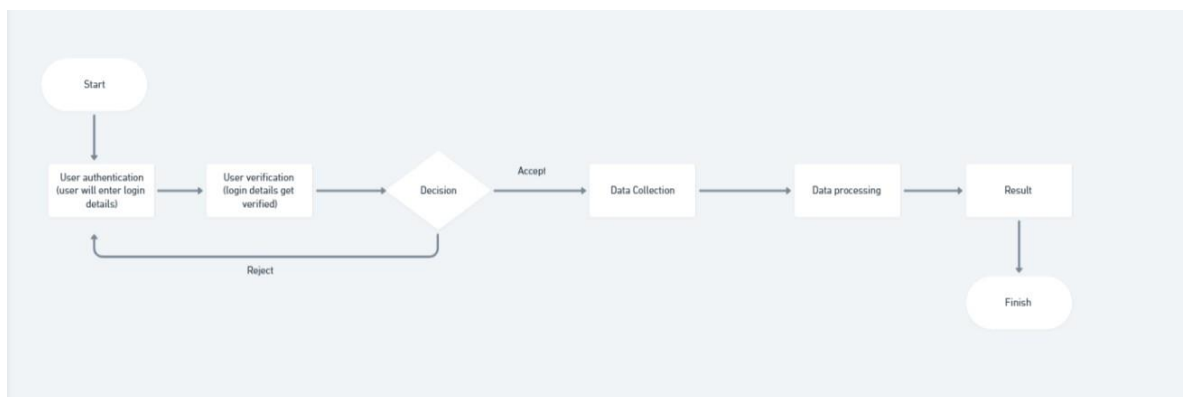 Start
User authentication
(user will enter login
details)
User verification
(login details get
verified)
Decision
Accept
Data Collection
Data processing
Result
Reject
Finish